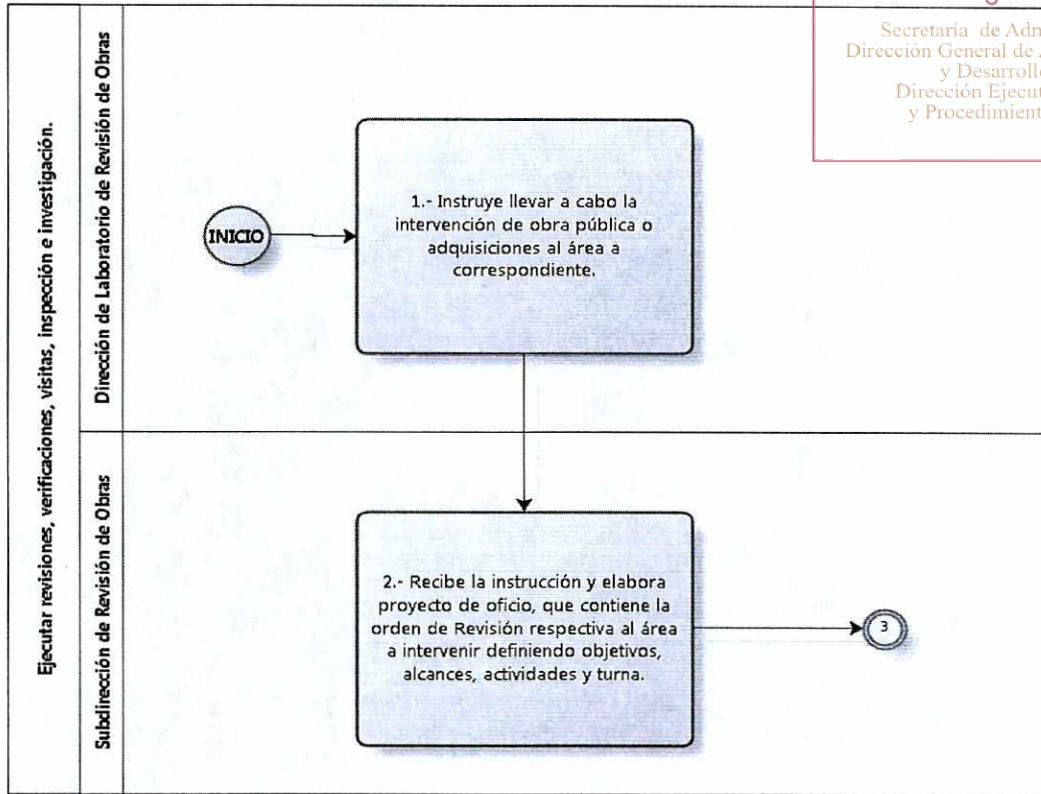 Secretaría de Adm
Dirección General de
y Desarroll
Dirección Ejecut
y Procedimient
Ejecutar revisiones, verificaciones, visitas, inspección e investigación.
Dirección de Laboratorio de Revisión de Obras
INICIO
1.- Instruye llevar a cabo la
intervención de obra pública o
adquisiciones al área a
correspondiente.
Subdirección de Revisión de Obras
2.- Recibe la instrucción y elabora
proyecto de oficio, que contiene la
orden de Revisión respectiva al área
a intervenir definiendo objetivos,
alcances, actividades y turna.
3